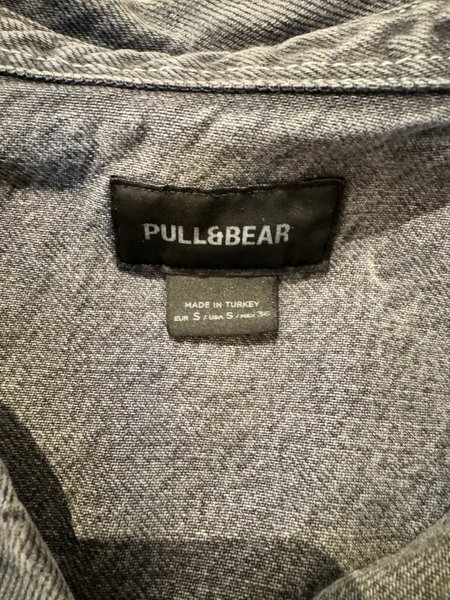 PULL&BEAR
MADE IN TURKEY
EUR S / USA S / MEX 36